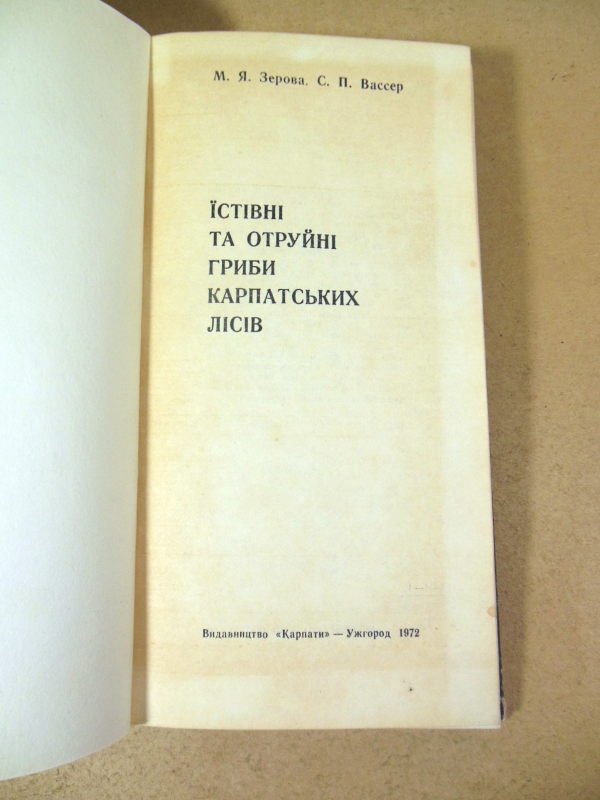 М. Я. Зерова, С. П. Вассер
ЇСТІВНІ
ТА ОТРУЙНІ
ГРИБИ
КАРПАТСЬКИХ
ЛІСІВ
Видавництво «Карпати» — Ужгород 1972